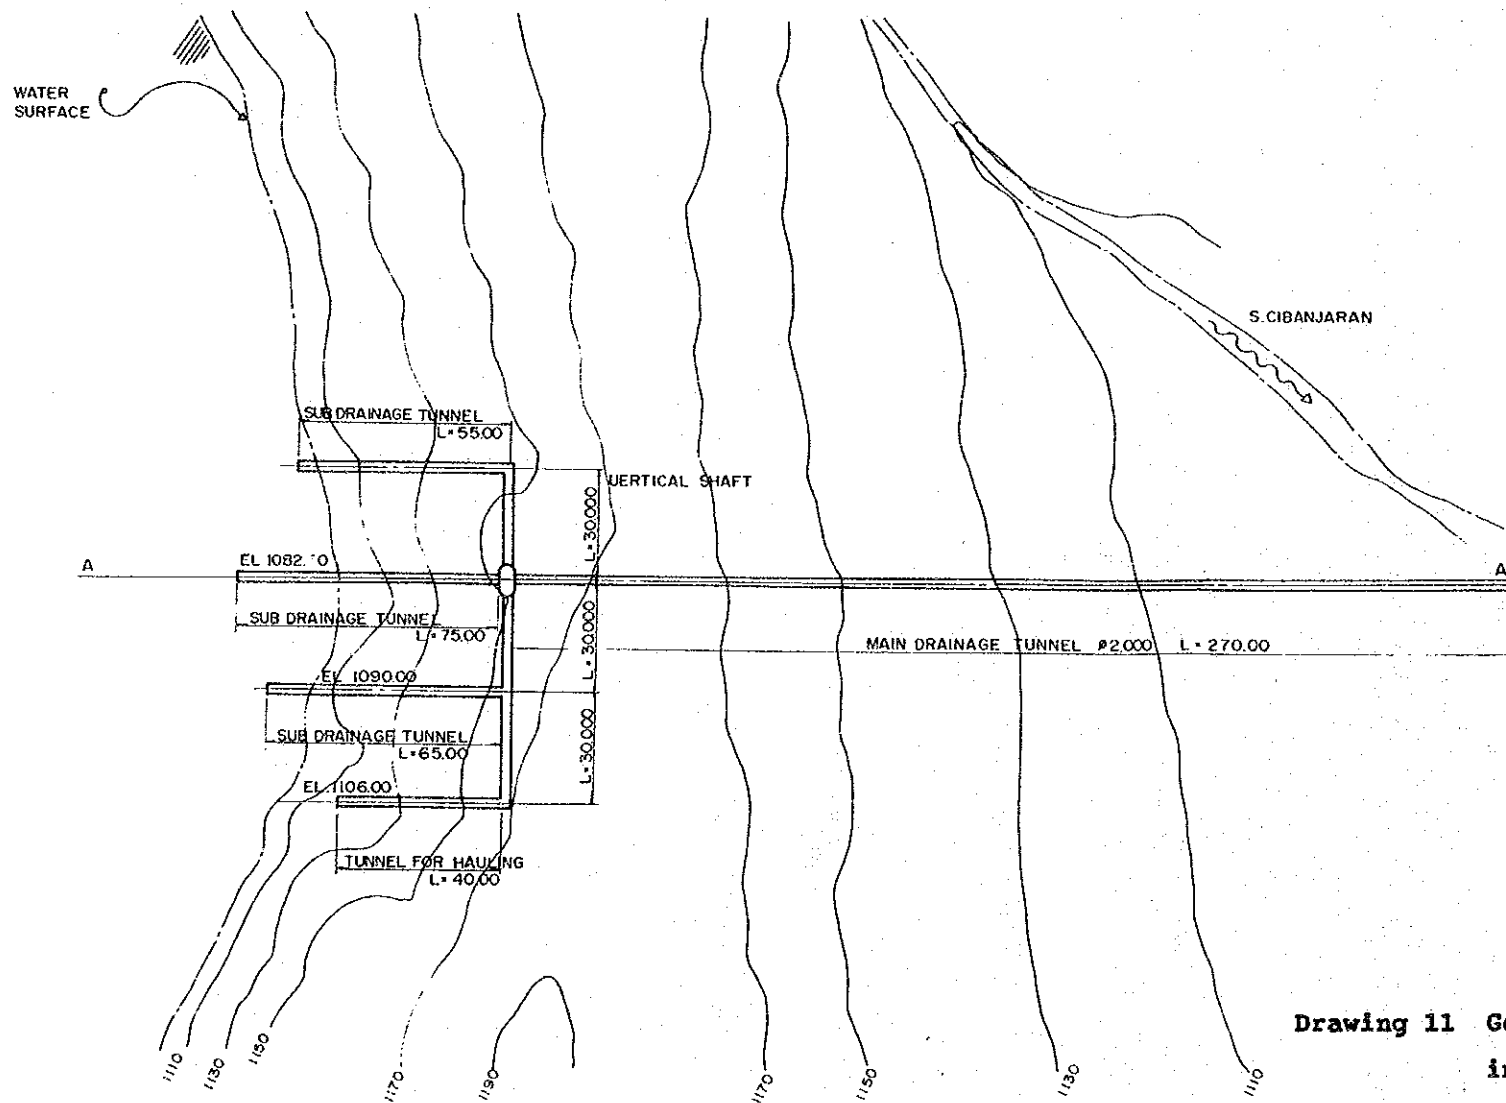 WATER
SURFACE
S.CIBANJARAN
SUB DRAINAGE TUNNEL
L=55.00
VERTICAL SHAFT
L=30.000
EL 1082.
A
A
SUB DRAINAGE TUNNEL
L=75.00
L=30.000
MAIN DRAINAGE TUNNEL ø2.000 L=270.00
EL 1090.00
SUB DRAINAGE TUNNEL
L=65.00
L=30.000
EL.1106.00
TUNNEL FOR HAULING
L=40.00
Drawing 11
1110
1130
1150
1170
1190
1170
1150
1130
1110